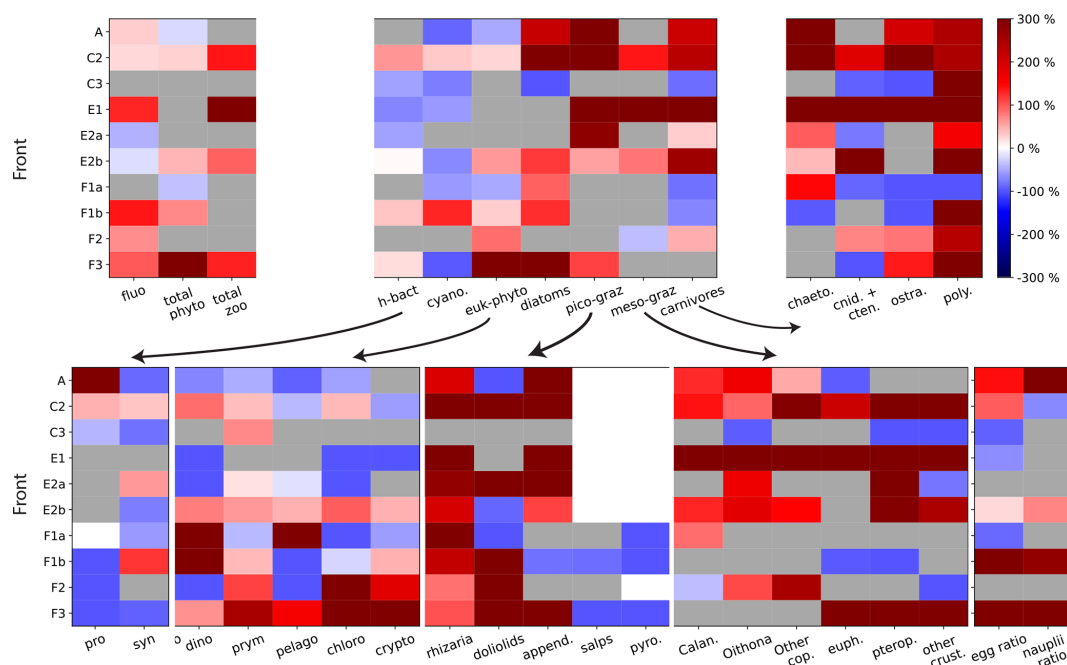 A
C2
C3
E1
E2a
E2b
F1a
F1b
F2
F3
Front
fluo
total phyto
total zoo
h-bact
cyano.
euk-phyto
diatoms
pico-graz
meso-graz
carnivores
chaeto.
cnid. + cten.
ostra.
poly.
300 %
200 %
100 %
0 %
-100 %
-200 %
-300 %
A
C2
C3
E1
E2a
E2b
F1a
F1b
F2
F3
Front
pro
syn
o
dino
prym
pelago
chloro
crypto
rhizaria
doliolids
append.
salps
pyro.
Calan.
Oithona
Other cop.
euph.
pterop.
other crust.
egg ratio
nauplii ratio